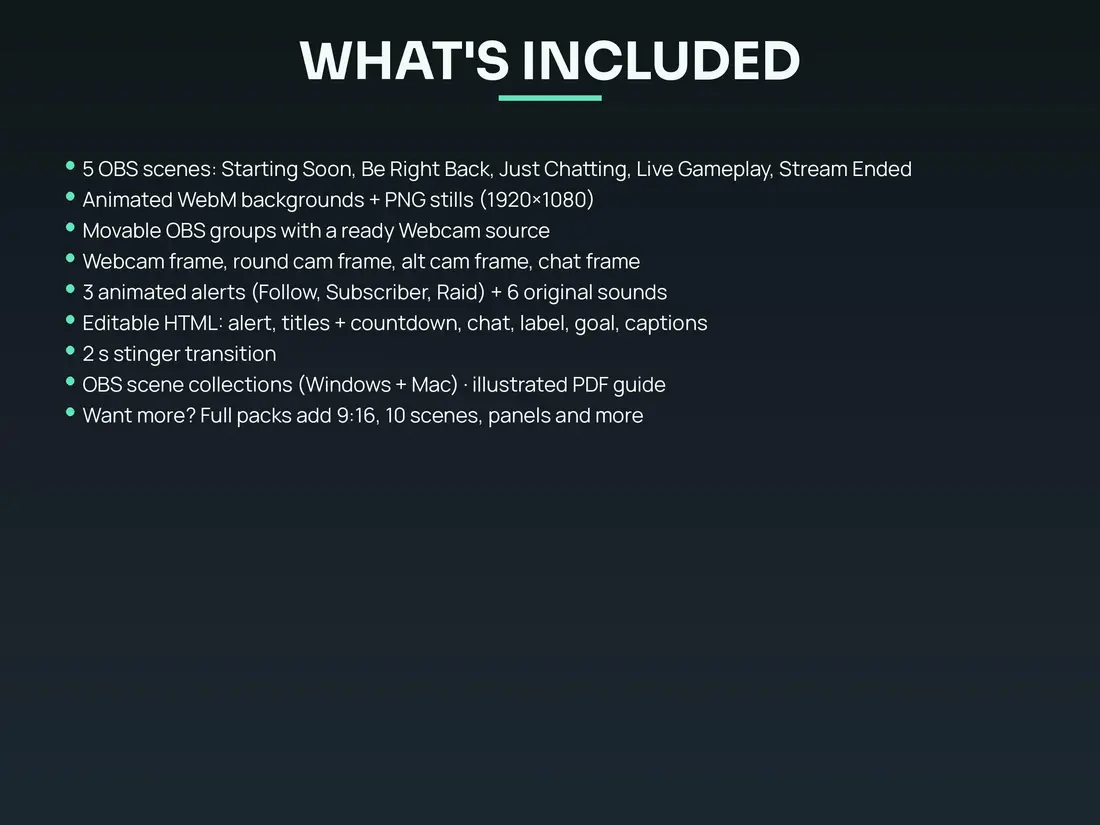 WHAT'S INCLUDED
• 5 OBS scenes: Starting Soon, Be Right Back, Just Chatting, Live Gameplay, Stream Ended
• Animated WebM backgrounds + PNG stills (1920×1080)
• Movable OBS groups with a ready Webcam source
• Webcam frame, round cam frame, alt cam frame, chat frame
• 3 animated alerts (Follow, Subscriber, Raid) + 6 original sounds
• Editable HTML: alert, titles + countdown, chat, label, goal, captions
• 2 s stinger transition
• OBS scene collections (Windows + Mac) · illustrated PDF guide
• Want more? Full packs add 9:16, 10 scenes, panels and more